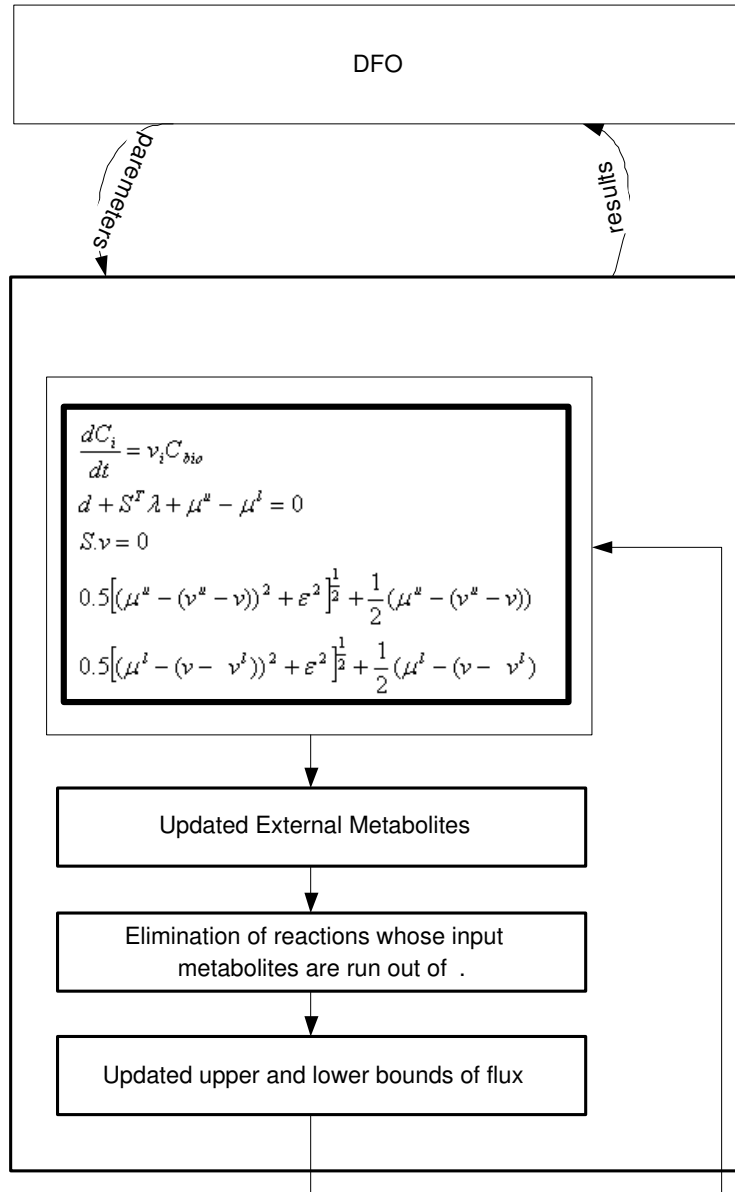 DFO
paremeters
results
dC_i/dt = v_i C_bio
d + S^T λ + μ^u − μ^l = 0
S.v = 0
0.5[(μ^u − (v^u − v))^2 + ε^2]^{1/2} + 1/2 (μ^u − (v^u − v))
0.5[(μ^l − (v − v^l))^2 + ε^2]^{1/2} + 1/2 (μ^l − (v − v^l)
Updated External Metabolites
Elimination of reactions whose input
metabolites are run out of .
Updated upper and lower bounds of flux